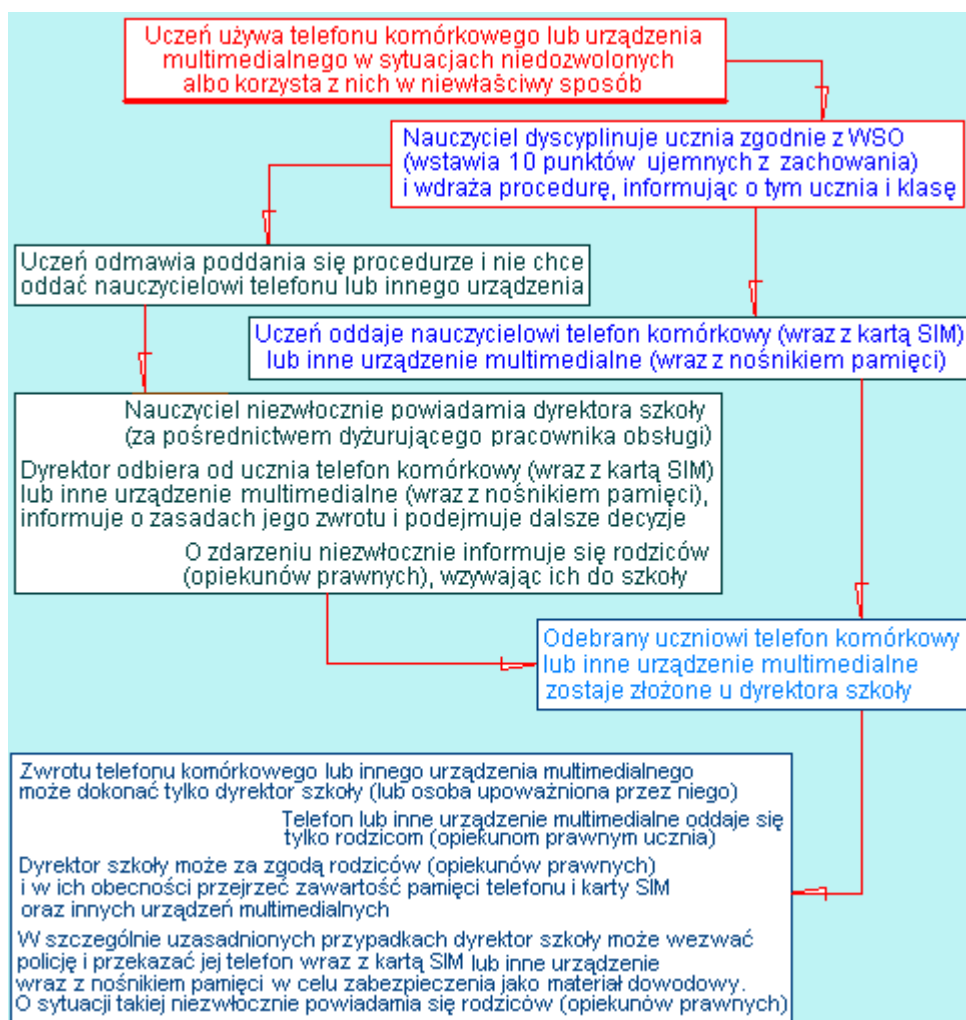 Uczeń używa telefonu komórkowego lub urządzenia
multimedialnego w sytuacjach niedozwolonych
albo korzysta z nich w niewłaściwy sposób
Nauczyciel dyscyplinuje ucznia zgodnie z WSO
(wstawia 10 punktów ujemnych z zachowania)
i wdraża procedurę, informując o tym ucznia i klasę
Uczeń odmawia poddania się procedurze i nie chce
oddać nauczycielowi telefonu lub innego urządzenia
Uczeń oddaje nauczycielowi telefon komórkowy (wraz z kartą SIM)
lub inne urządzenie multimedialne (wraz z nośnikiem pamięci)
Nauczyciel niezwłocznie powiadamia dyrektora szkoły
(za pośrednictwem dyżurującego pracownika obsługi)
Dyrektor odbiera od ucznia telefon komórkowy (wraz z kartą SIM)
lub inne urządzenie multimedialne (wraz z nośnikiem pamięci),
informuje o zasadach jego zwrotu i podejmuje dalsze decyzje
O zdarzeniu niezwłocznie informuje się rodziców
(opiekunów prawnych), wzywając ich do szkoły
Odebrany uczniowi telefon komórkowy
lub inne urządzenie multimedialne
zostaje złożone u dyrektora szkoły
Zwrotu telefonu komórkowego lub innego urządzenia multimedialnego
może dokonać tylko dyrektor szkoły (lub osoba upoważniona przez niego)
Telefon lub inne urządzenie multimedialne oddaje się
tylko rodzicom (opiekunom prawnym ucznia)
Dyrektor szkoły może za zgodą rodziców (opiekunów prawnych)
i w ich obecności przejrzeć zawartość pamięci telefonu i karty SIM
oraz innych urządzeń multimedialnych
W szczególnie uzasadnionych przypadkach dyrektor szkoły może wezwać
policję i przekazać jej telefon wraz z kartą SIM lub inne urządzenie
wraz z nośnikiem pamięci w celu zabezpieczenia jako materiał dowodowy.
O sytuacji takiej niezwłocznie powiadamia się rodziców (opiekunów prawnych)